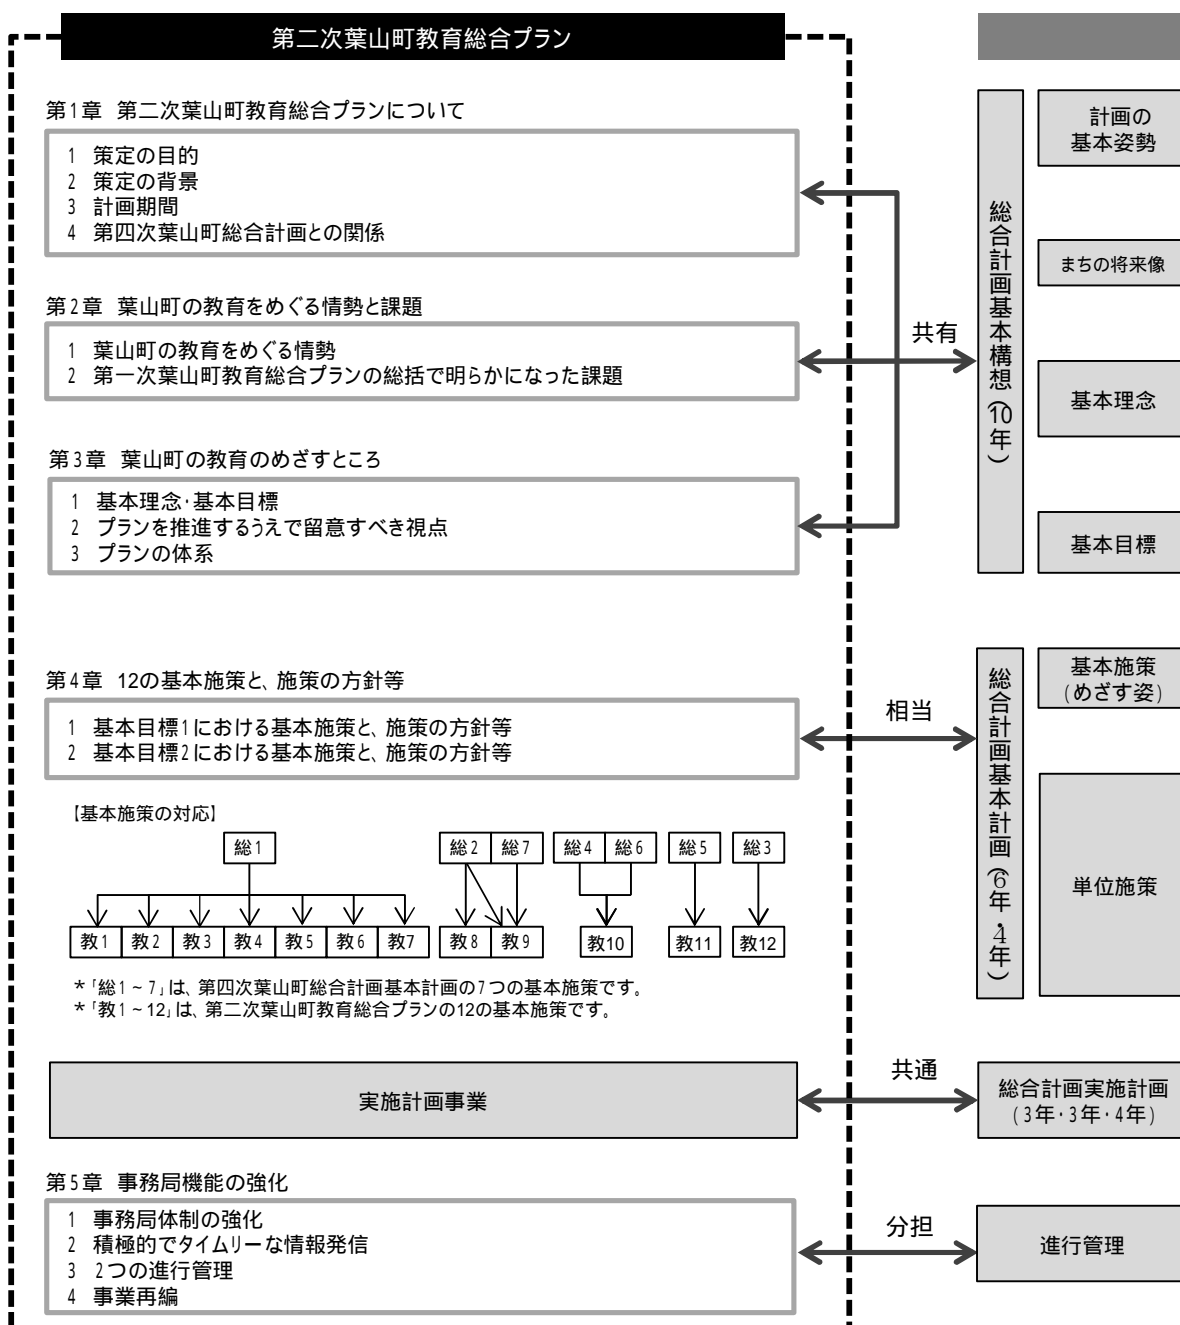 第二次葉山町教育総合プラン
第1章 第二次葉山町教育総合プランについて
1 策定の目的
2 策定の背景
3 計画期間
4 第四次葉山町総合計画との関係
第2章 葉山町の教育をめぐる情勢と課題
1 葉山町の教育をめぐる情勢
2 第一次葉山町教育総合プランの総括で明らかになった課題
第3章 葉山町の教育のめざすところ
1 基本理念・基本目標
2 プランを推進するうえで留意すべき視点
3 プランの体系
共有
総合計画基本構想(10年)
計画の
基本姿勢
まちの将来像
基本理念
基本目標
第4章 12の基本施策と、施策の方針等
1 基本目標1における基本施策と、施策の方針等
2 基本目標2における基本施策と、施策の方針等
相当
総合計画基本計画(6年・4年)
基本施策
(めざす姿)
単位施策
【基本施策の対応】
総1 総2 総7 総4 総6 総5 総3
教1 教2 教3 教4 教5 教6 教7 教8 教9 教10 教11 教12
*「総1~7」は、第四次葉山町総合計画基本計画の7つの基本施策です。
*「教1~12」は、第二次葉山町教育総合プランの12の基本施策です。
実施計画事業
共通
総合計画実施計画
(3年・3年・4年)
第5章 事務局機能の強化
1 事務局体制の強化
2 積極的でタイムリーな情報発信
3 2つの進行管理
4 事業再編
分担
進行管理